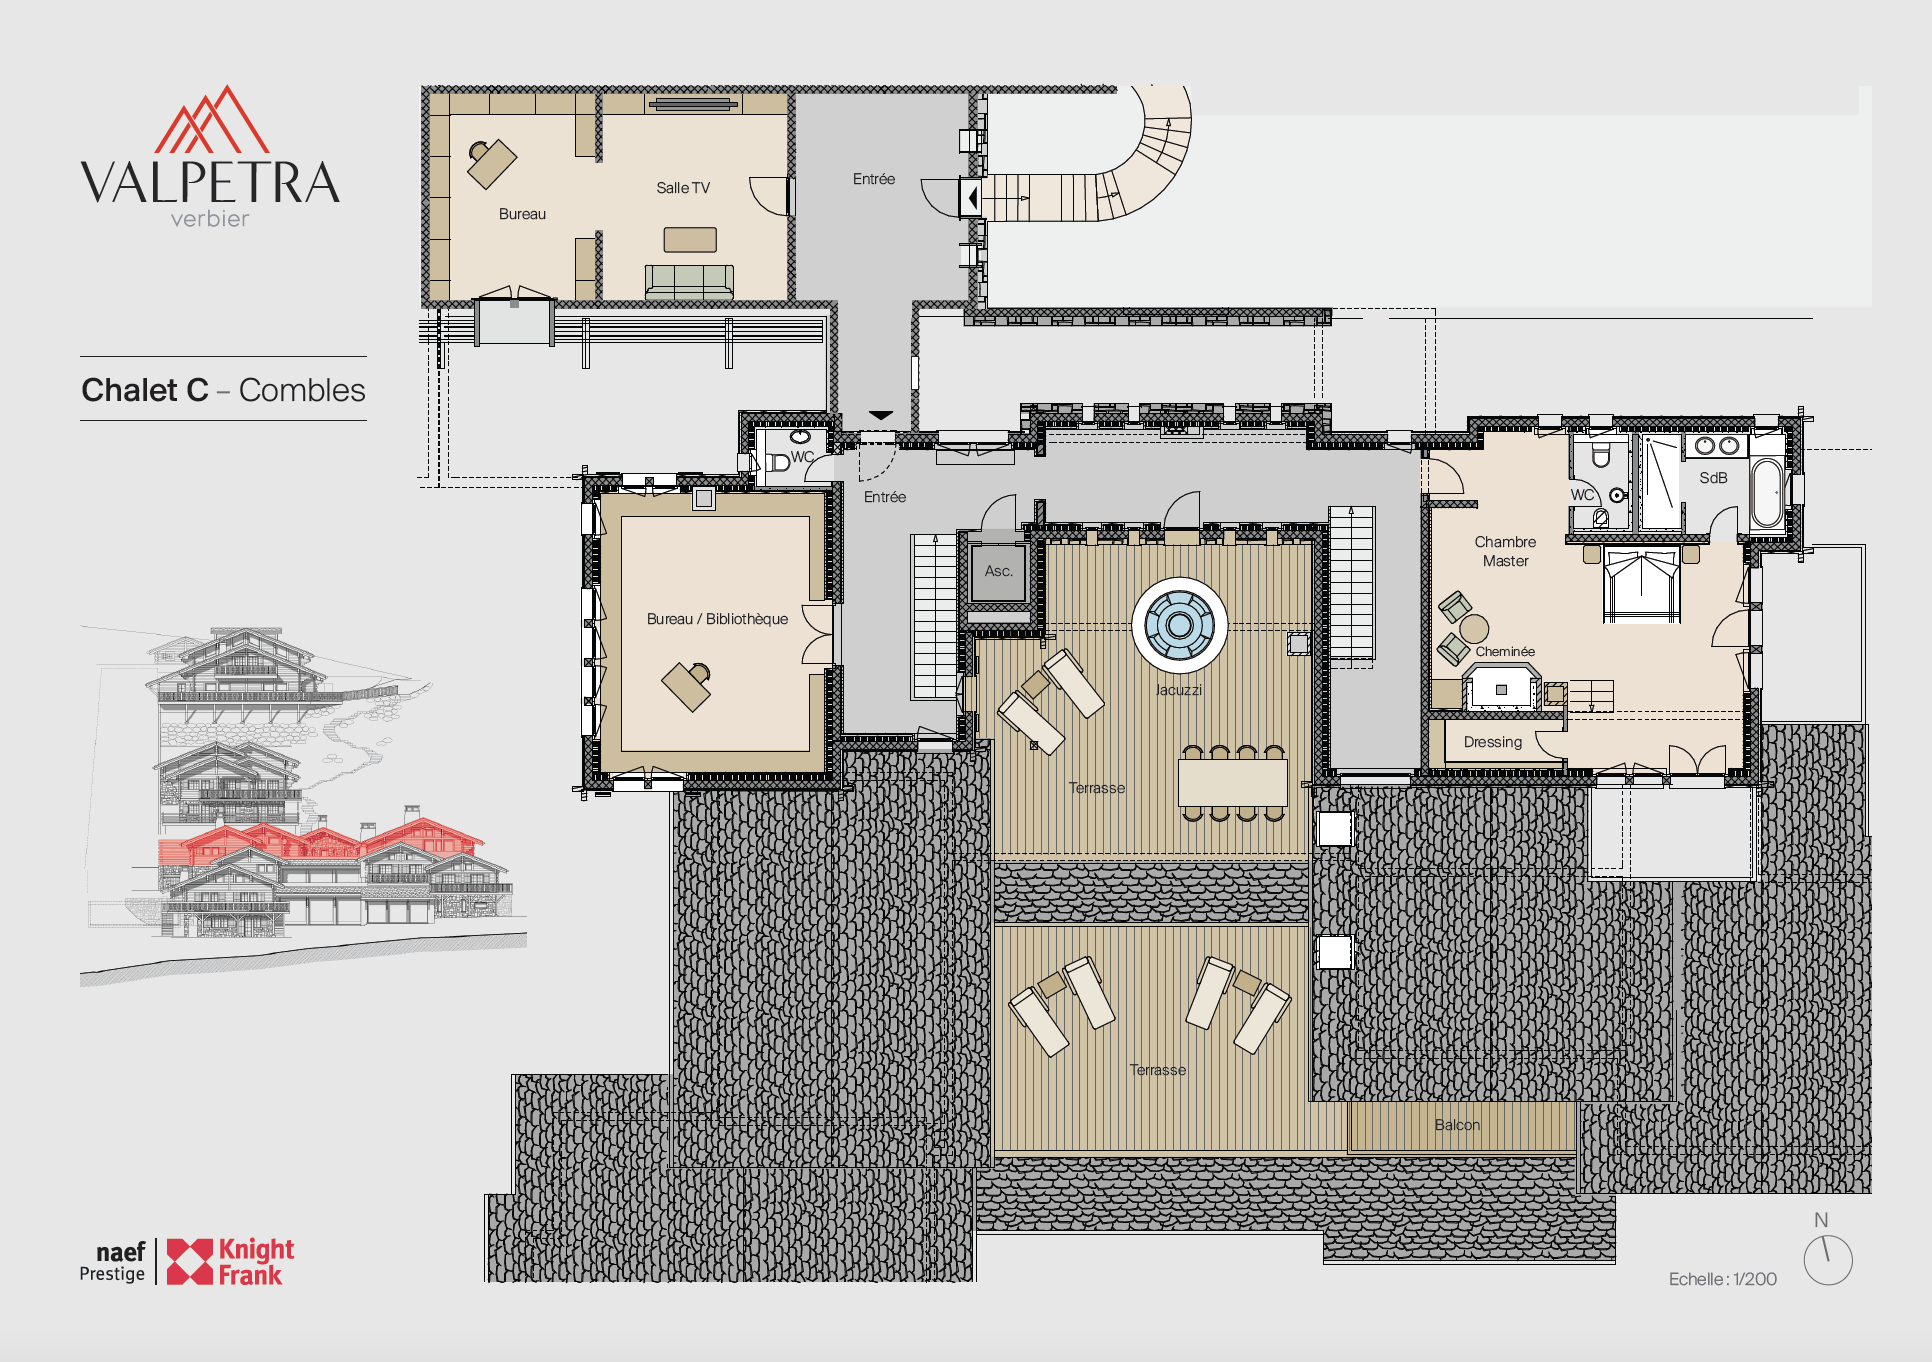 VALPETRA
verbier
Chalet C – Combles
Bureau
Salle TV
Entrée
WC
Entrée
Asc.
Bureau / Bibliothèque
Jacuzzi
Terrasse
Terrasse
Balcon
Chambre
Master
WC
SdB
Cheminée
Dressing
naef
Prestige
Knight
Frank
N
Echelle : 1/200